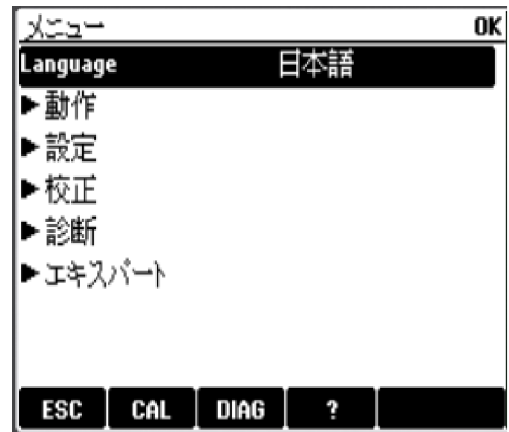 メニュー OK
Language 日本語
▶動作
▶設定
▶校正
▶診断
▶エキスパート
ESC CAL DIAG ?